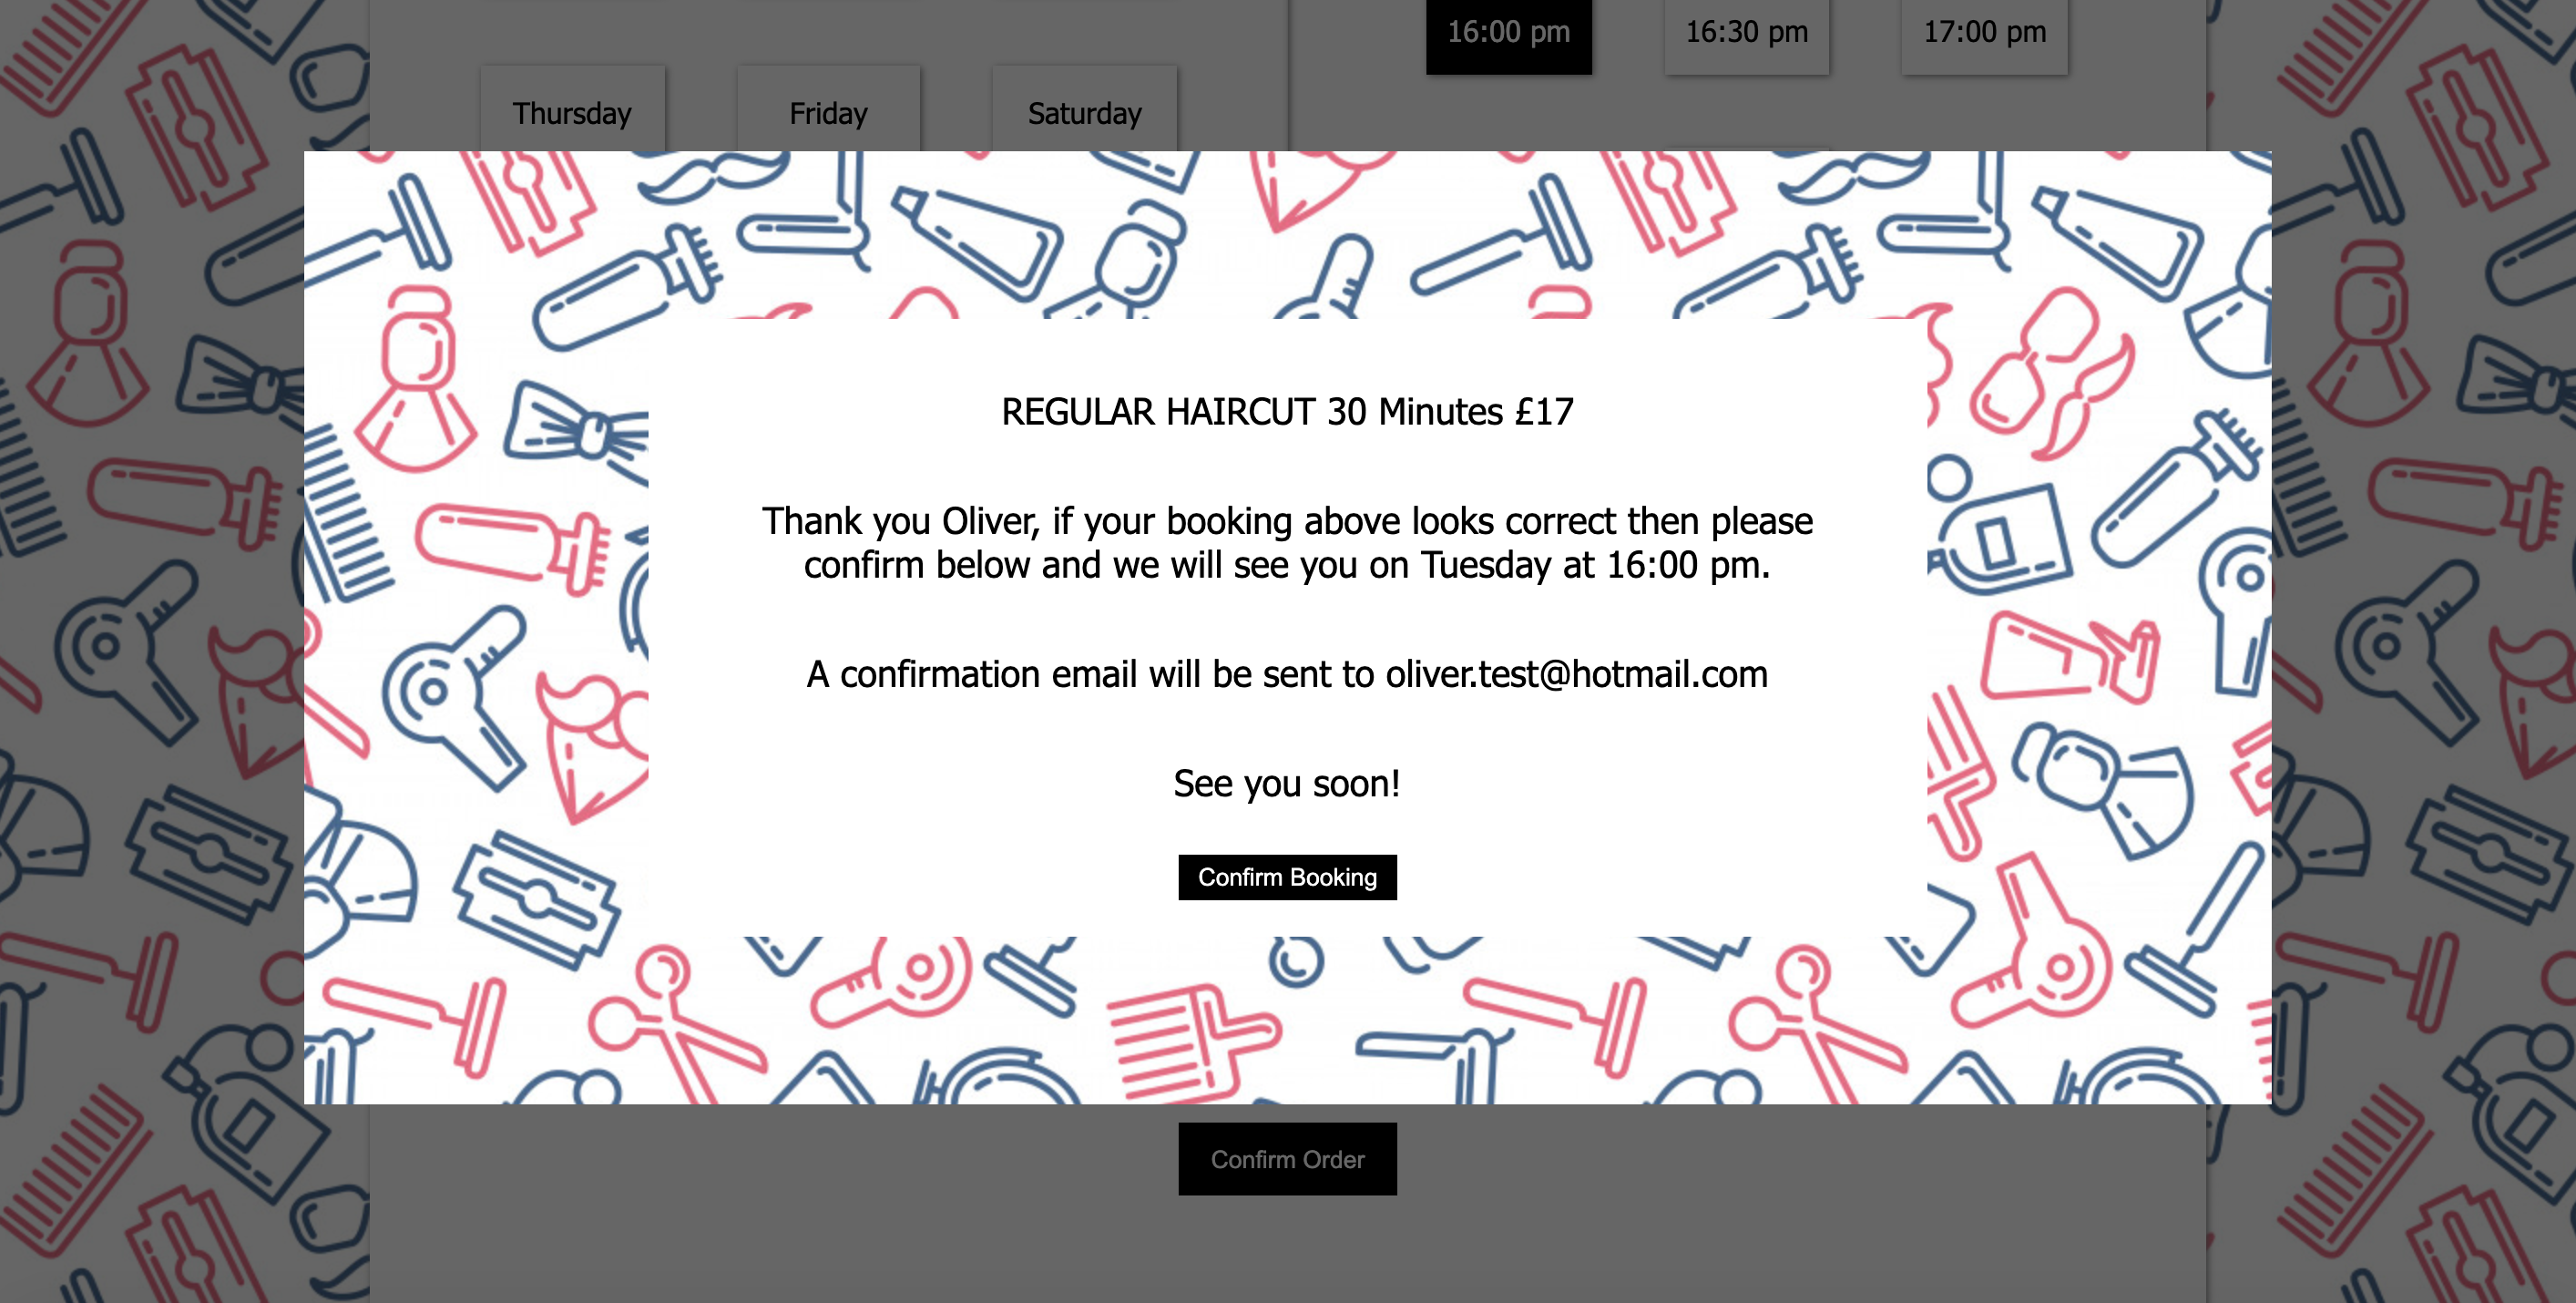 16:00 pm 16:30 pm 17:00 pm
Thursday Friday Saturday
REGULAR HAIRCUT 30 Minutes £17
Thank you Oliver, if your booking above looks correct then please
confirm below and we will see you on Tuesday at 16:00 pm.
A confirmation email will be sent to oliver.test@hotmail.com
See you soon!
Confirm Booking
Confirm Order